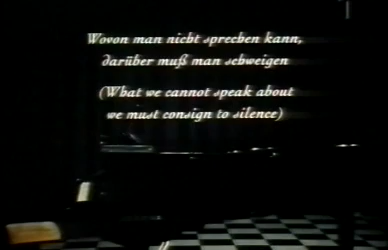 Wovon man nicht sprechen kann,
darüber muß man schweigen
(What we cannot speak about
we must consign to silence)